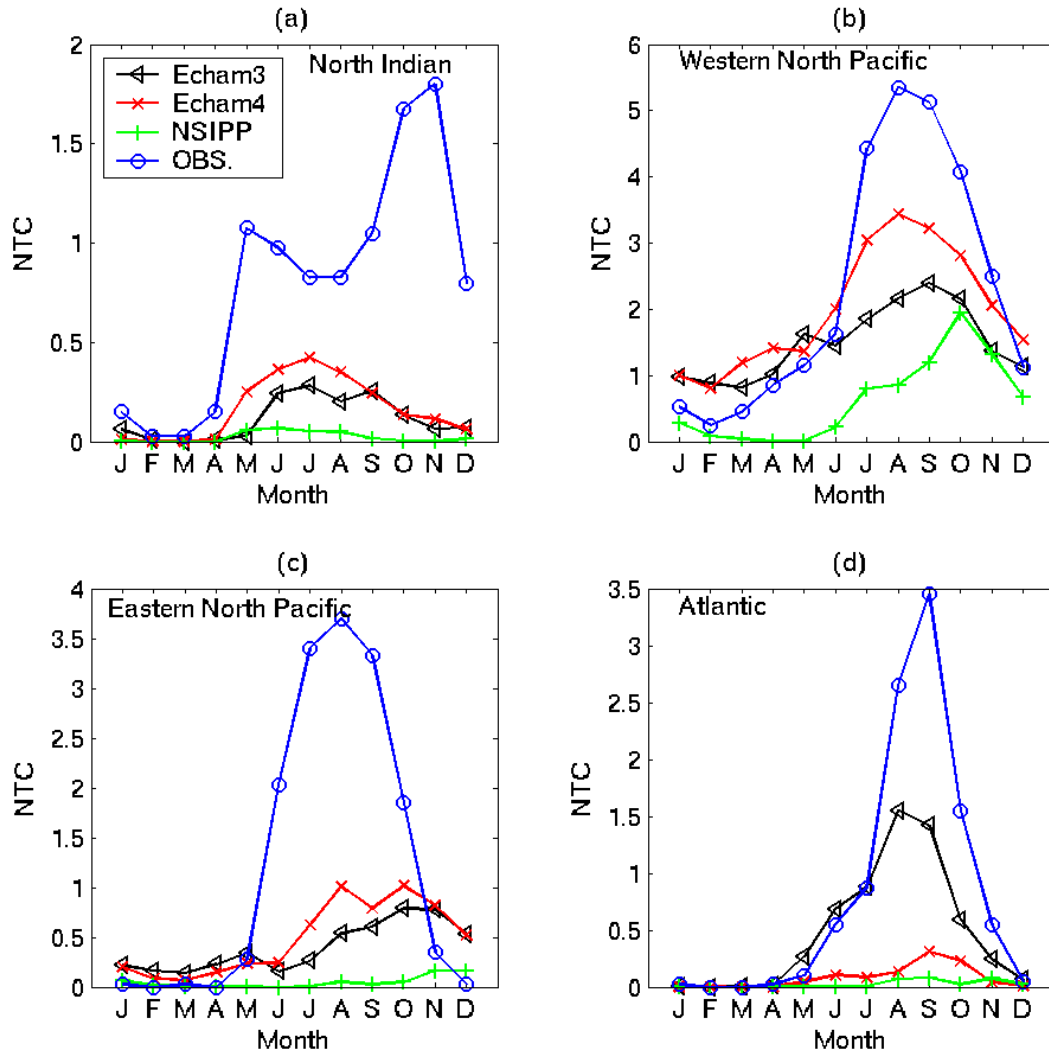 (a)
North Indian
Echam3
Echam4
NSIPP
OBS.
2
1.5
1
0.5
0
NTC
J F M A M J J A S O N D
Month
(b)
Western North Pacific
6
5
4
3
2
1
0
NTC
J F M A M J J A S O N D
Month
(c)
Eastern North Pacific
4
3.5
3
2.5
2
1.5
1
0.5
0
NTC
J F M A M J J A S O N D
Month
(d)
Atlantic
3.5
3
2.5
2
1.5
1
0.5
0
NTC
J F M A M J J A S O N D
Month